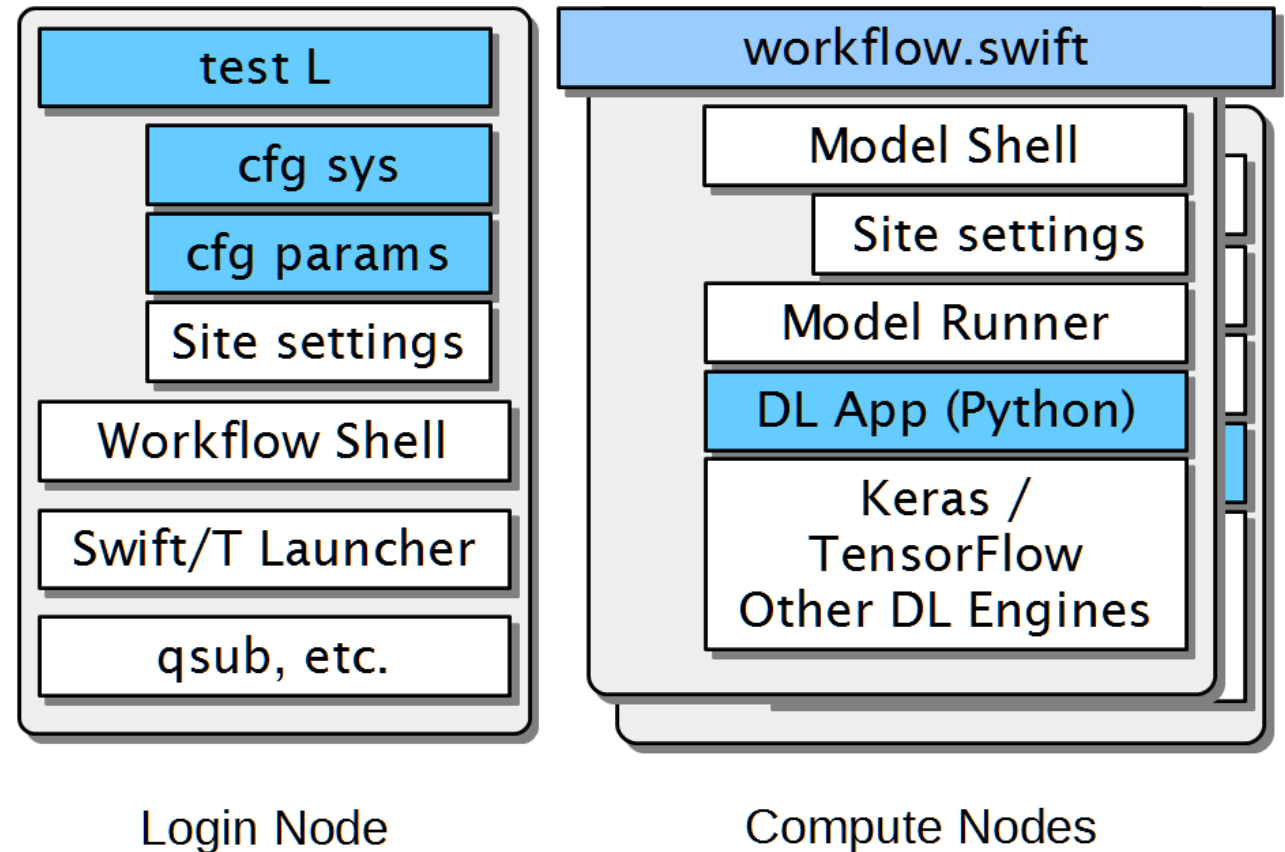 test L
cfg sys
cfg params
Site settings
Workflow Shell
Swift/T Launcher
qsub, etc.
Login Node
workflow.swift
Model Shell
Site settings
Model Runner
DL App (Python)
Keras /
TensorFlow
Other DL Engines
Compute Nodes